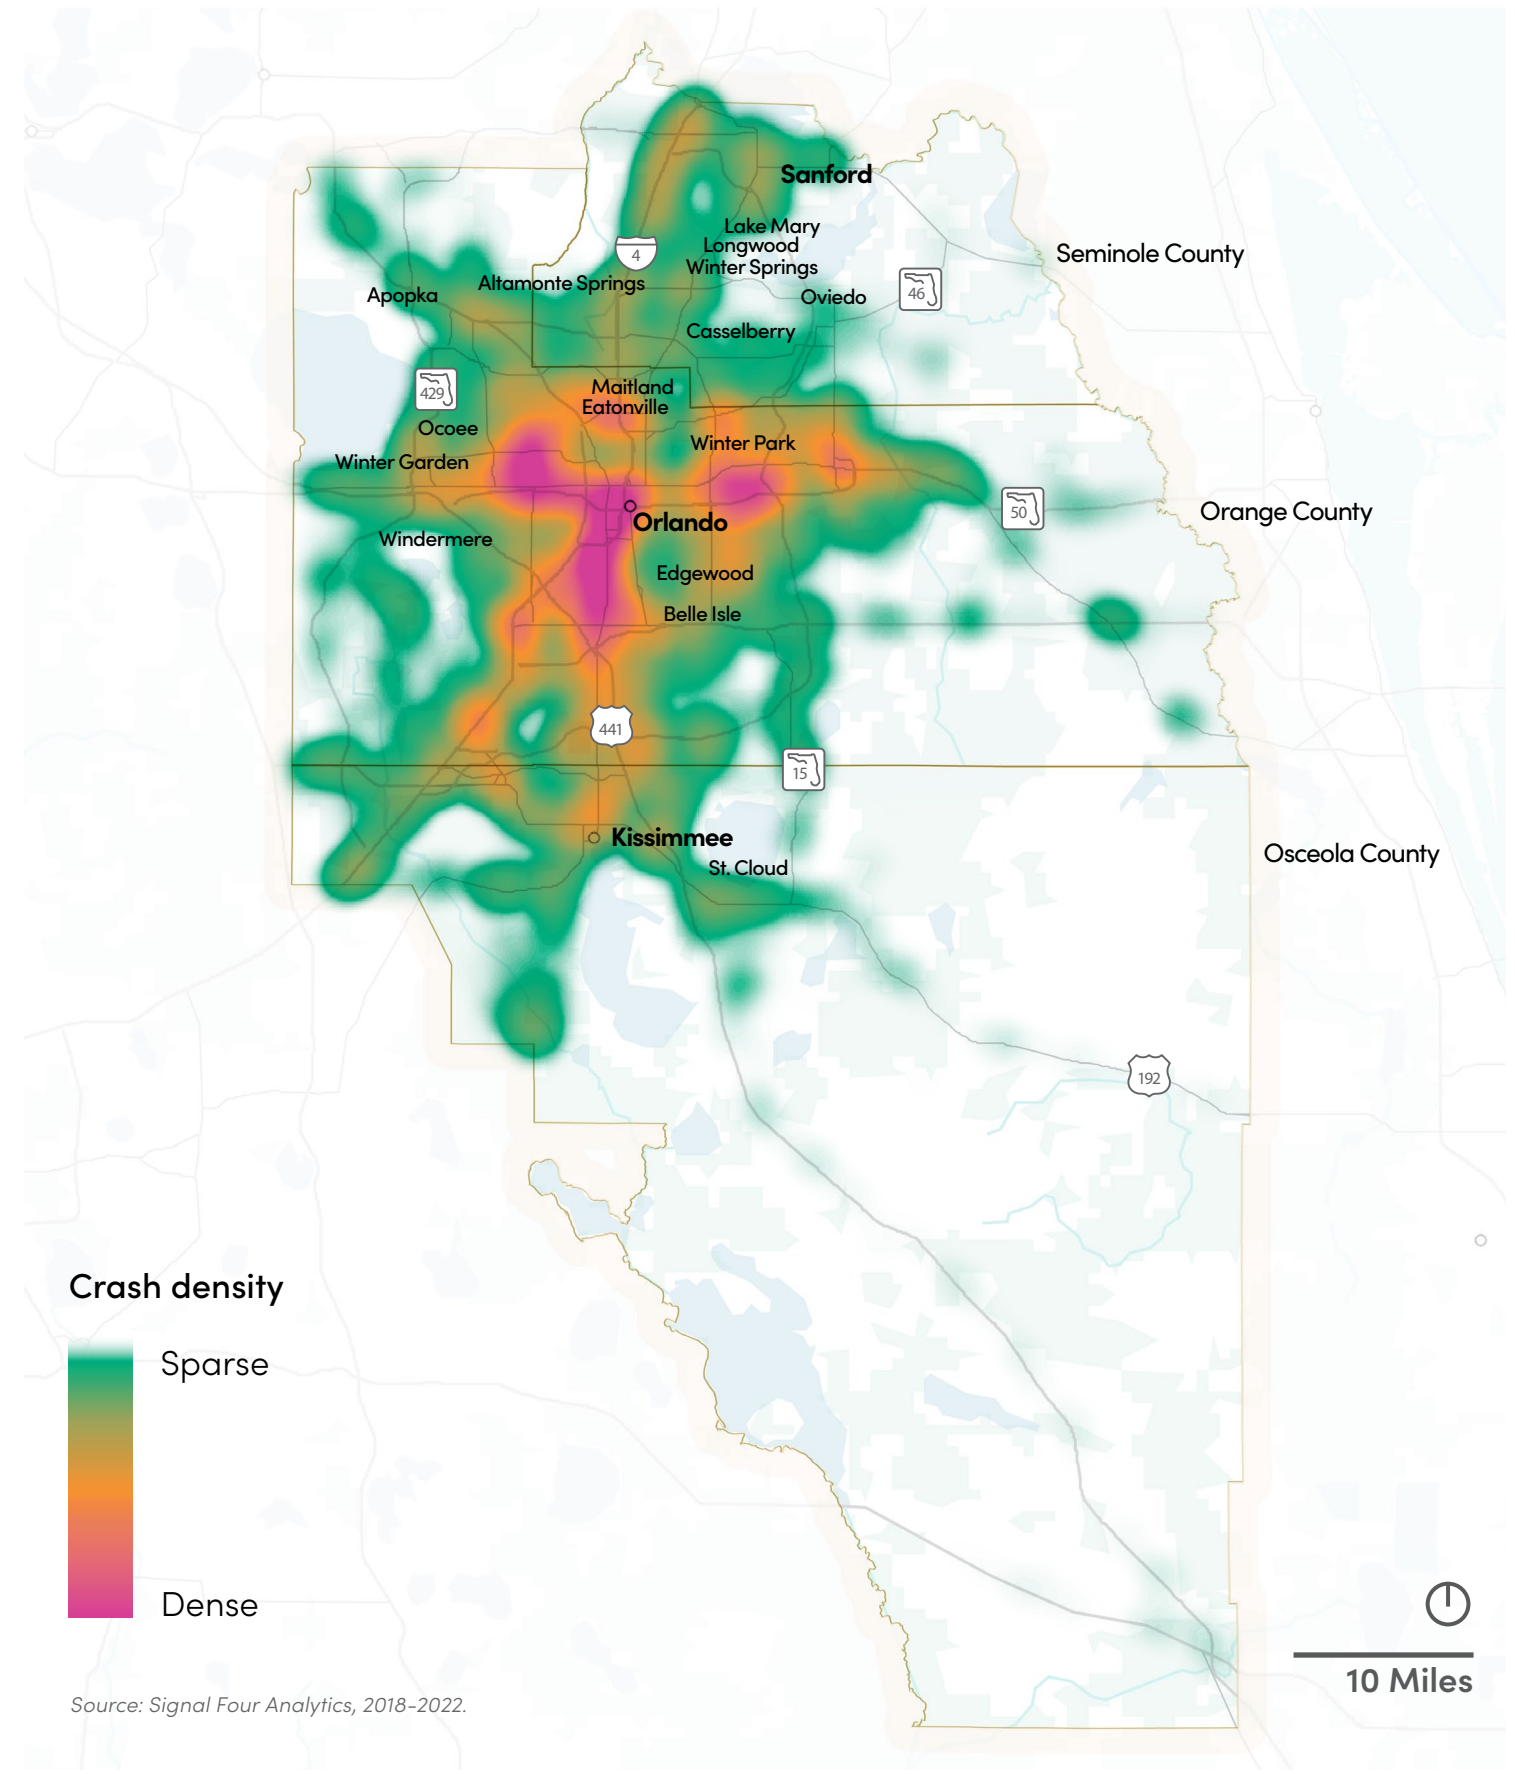 Sanford
Lake Mary
Longwood
4
Seminole County
Winter Springs
Altamonte Springs
46
Apopka
Oviedo
Casselberry
429
Maitland
Eatonville
Ocoee
Winter Park
Winter Garden
50
Orange County
Orlando
Windermere
Edgewood
Belle Isle
441
15
Kissimmee
Osceola County
St. Cloud
192
Crash density
Sparse
Dense
10 Miles
Source: Signal Four Analytics, 2018-2022.